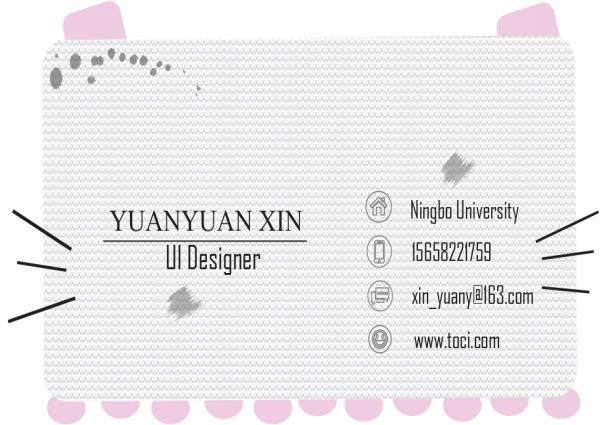 YUANYUAN XIN
UI Designer
Ningbo University
15658221759
xin_yuany@163.com
www.toci.com